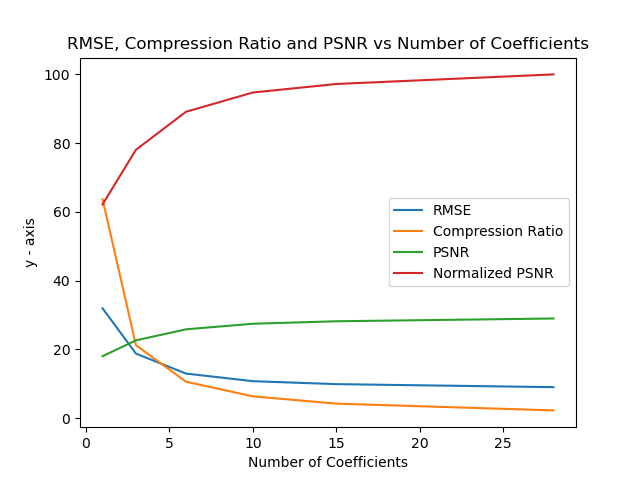 RMSE, Compression Ratio and PSNR vs Number of Coefficients
100
80
60
40
20
0
y - axis
RMSE
Compression Ratio
PSNR
Normalized PSNR
0 5 10 15 20 25
Number of Coefficients